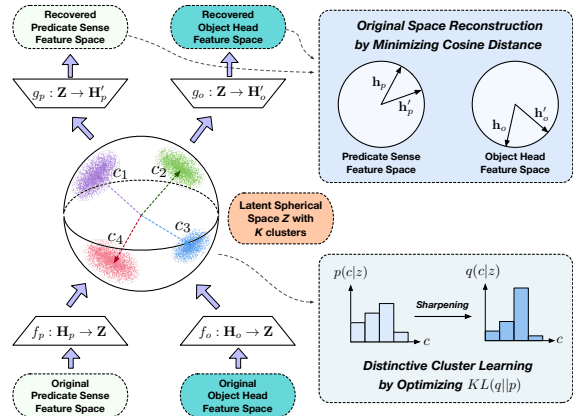 Recovered
Predicate Sense
Feature Space
Recovered
Object Head
Feature Space
g_p : Z → H'_p
g_o : Z → H'_o
c_1
c_2
c_3
c_4
Latent Spherical
Space Z with
K clusters
f_p : H_p → Z
f_o : H_o → Z
Original
Predicate Sense
Feature Space
Original
Object Head
Feature Space
Original Space Reconstruction
by Minimizing Cosine Distance
h_p
h'_p
h_o
h'_o
Predicate Sense
Feature Space
Object Head
Feature Space
p(c|z)
c
Sharpening
q(c|z)
c
Distinctive Cluster Learning
by Optimizing KL(q||p)